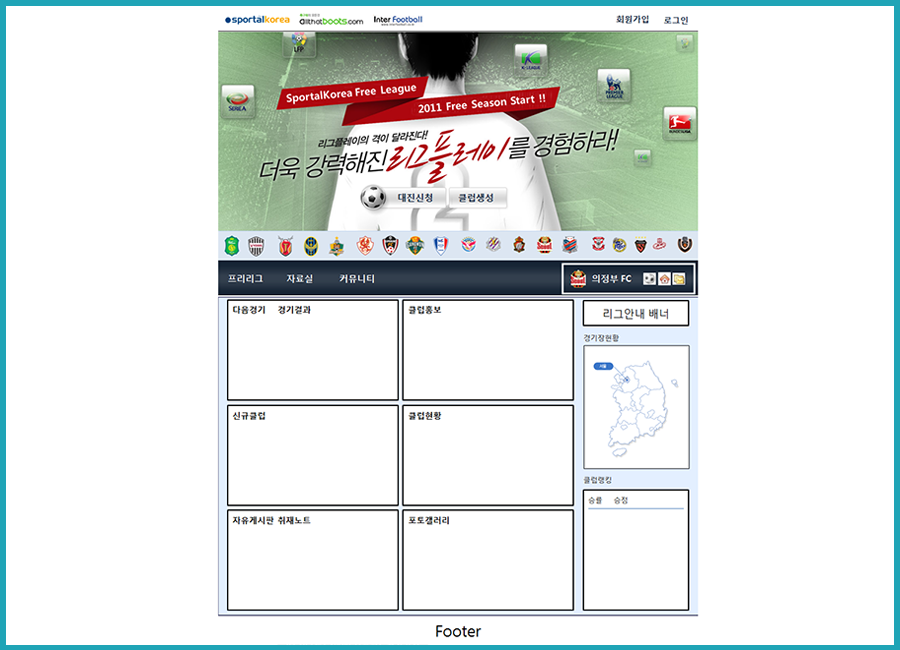 sportalkorea allthatboots.com Inter Football 회원가입 로그인
UP
K-LEAGUE
PREMIER LEAGUE
SERIE A
BUNDESLIGA
SportalKorea Free League
2011 Free Season Start !!
리그플레이의 격이 달라진다!
더욱 강력해진 리그플레이를 경험하라!
대진신청 클럽생성
프리리그 자료실 커뮤니티 의정부 FC
다음경기 경기결과 클럽홍보 리그안내 배너
경기장현황
서울
신규클럽 클럽현황
클럽랭킹
승률 승점
자유게시판 취재노트 포토갤러리
Footer